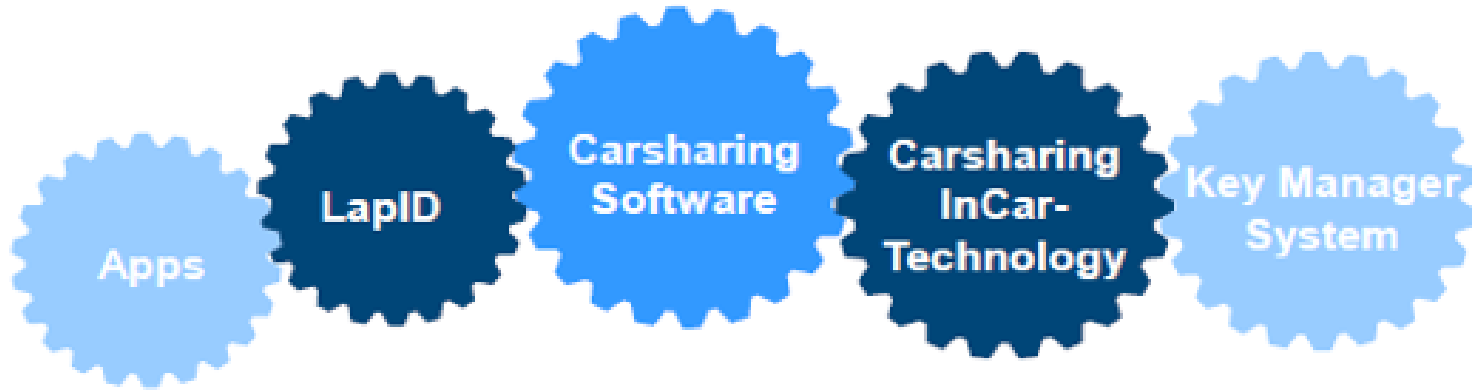 Apps
LapID
Carsharing
Software
Carsharing
InCar-
Technology
Key Manager
System